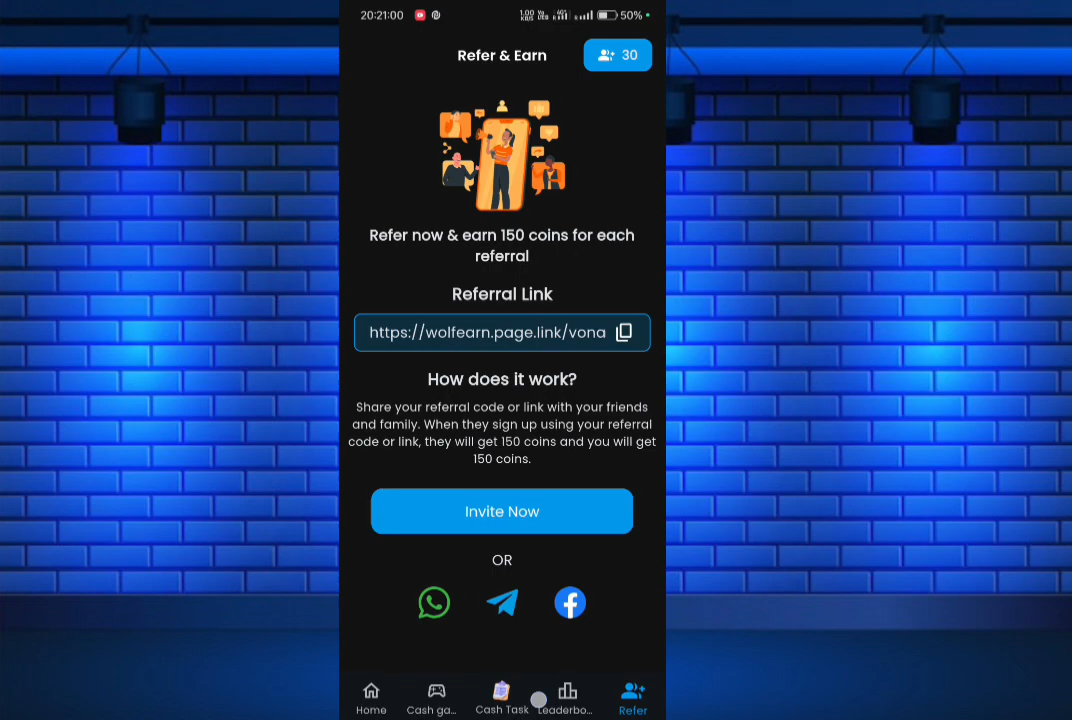 20:21:00
50%
Refer & Earn
30
Refer now & earn 150 coins for each
referral
Referral Link
https://wolfearn.page.link/vona
How does it work?
Share your referral code or link with your friends
and family. When they sign up using your referral
code or link, they will get 150 coins and you will get
150 coins.
Invite Now
OR
Home
Cash ga...
Cash Task
Leaderbo...
Refer